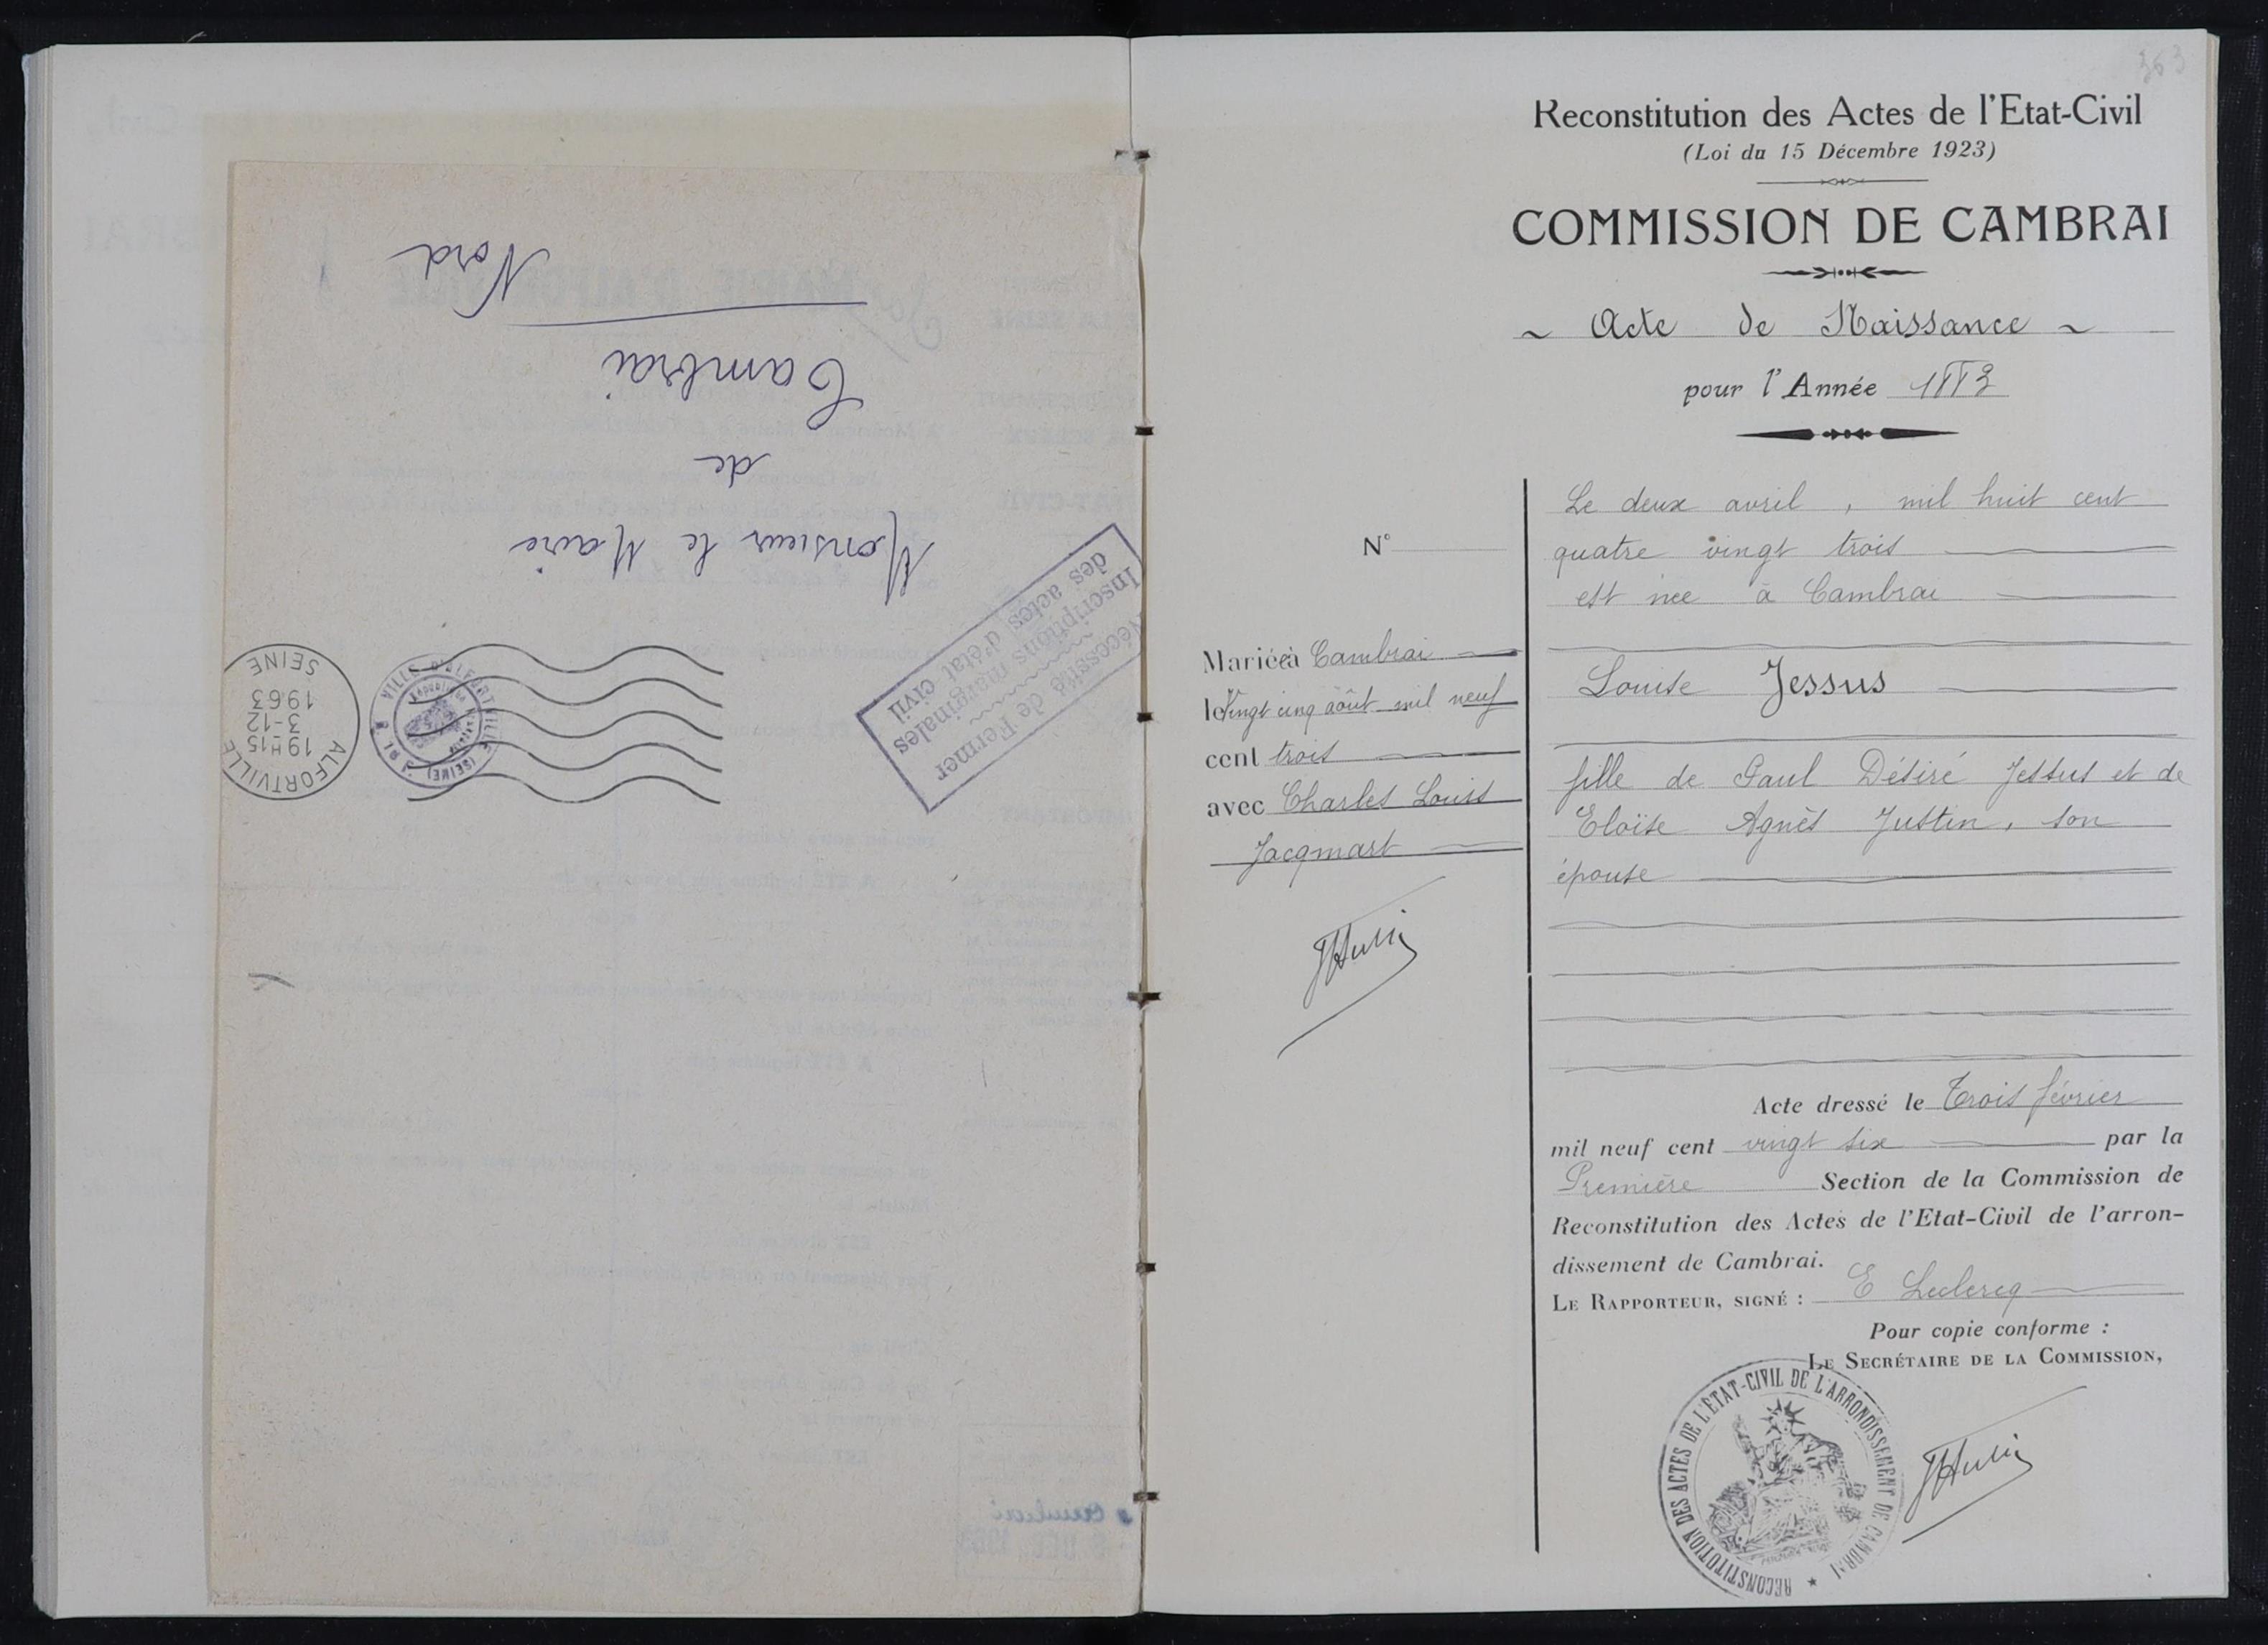 Monsieur le Maire
de
Cambrai
Nord
Nécessité de Fermer
Inscriptions marginales
des actes d'état civil
VILLE D'ALFORTVILLE (SEINE)
ALFORTVILLE
19H15
3-12
1963
SEINE
363
Reconstitution des Actes de l'Etat-Civil
(Loi du 15 Décembre 1923)
COMMISSION DE CAMBRAI
~ Acte de Naissance ~
pour l'Année 1883
N°
Mariée à Cambrai
le Vingt cinq août mil neuf
cent trois
avec Charles Louis
Jacqmart
Le deux avril, mil huit cent
quatre vingt trois
est née à Cambrai
Louise Jessus
fille de Paul Désiré Jessus et de
Eloïse Agnès Justin, son
épouse
Acte dressé le Trois février
mil neuf cent vingt six par la
Première Section de la Commission de
Reconstitution des Actes de l'Etat-Civil de l'arron-
dissement de Cambrai.
LE RAPPORTEUR, SIGNÉ : E Leclercq
Pour copie conforme :
LE SECRÉTAIRE DE LA COMMISSION,
RECONSTITUTION DES ACTES DE L'ÉTAT-CIVIL DE L'ARRONDISSEMENT DE CAMBRAI